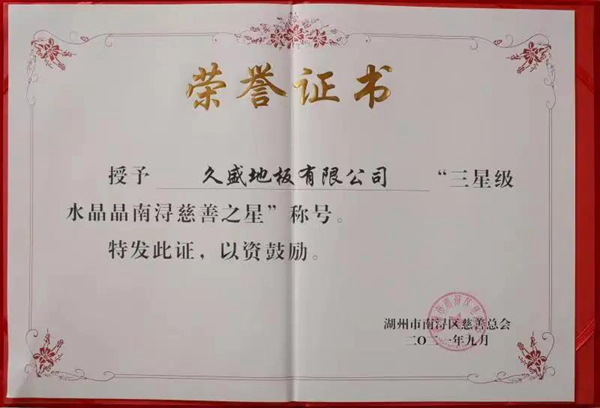 荣誉证书
授予 久盛地板有限公司 “三星级
水晶晶南浔慈善之星”称号。
特发此证，以资鼓励。
湖州市南浔区慈善总会
二〇二一年九月